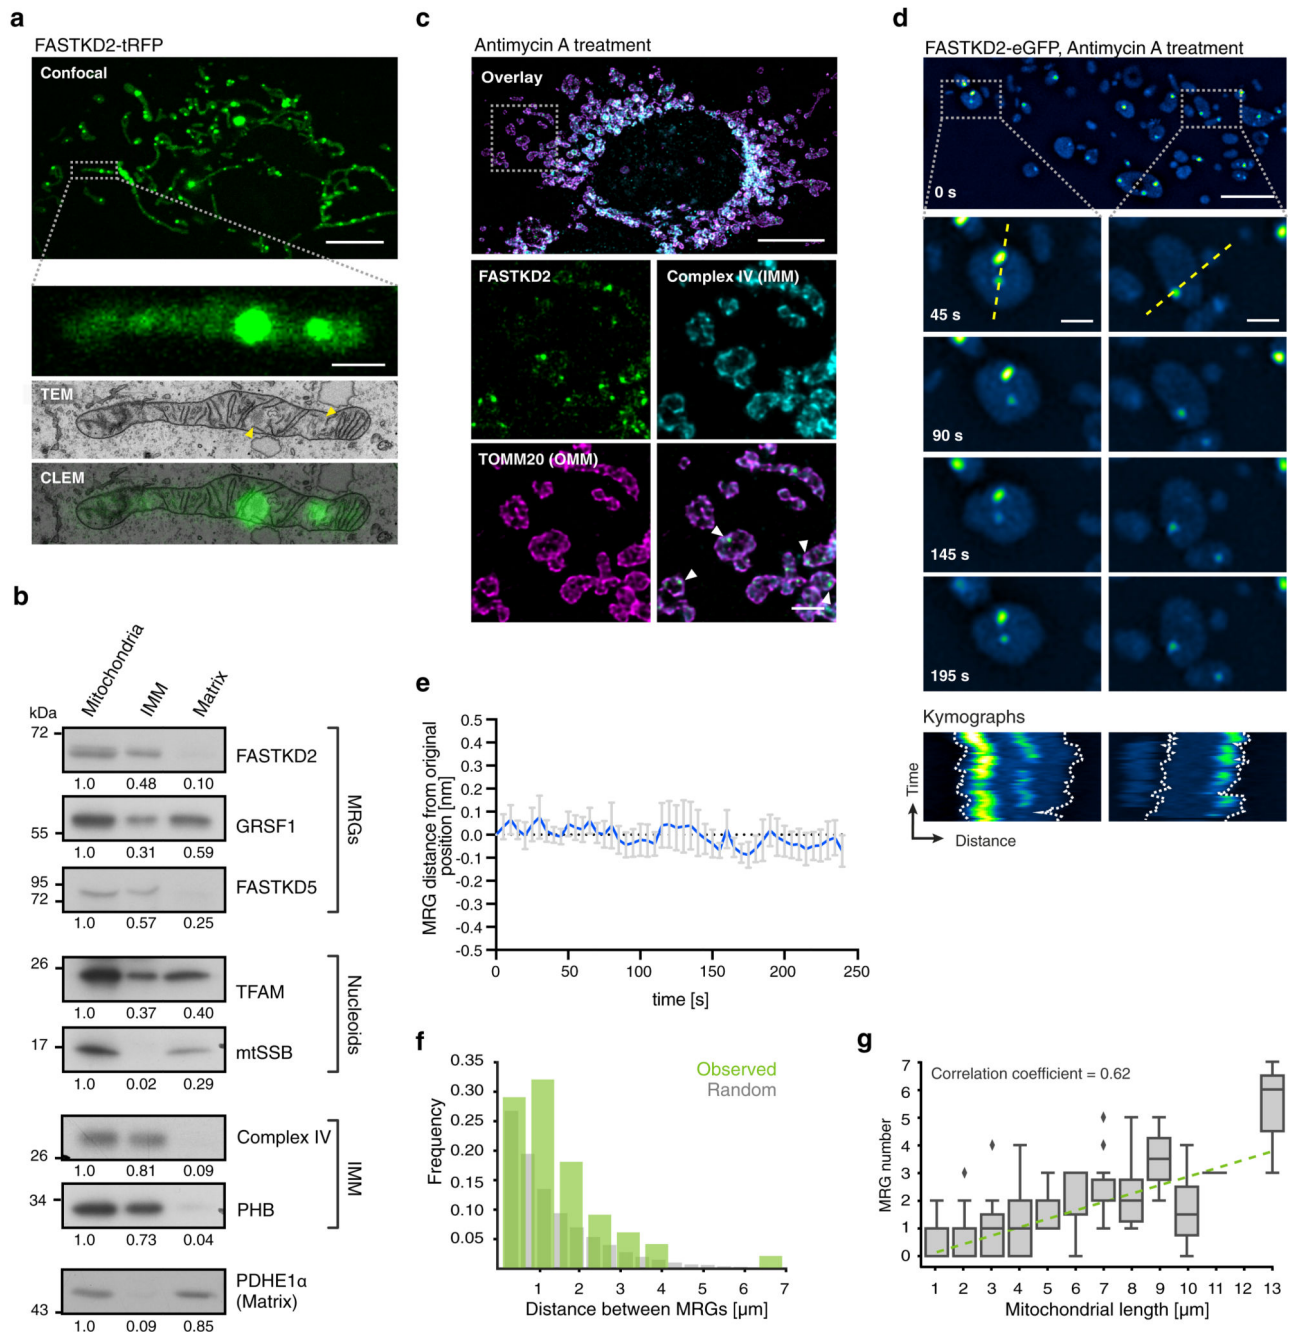 a
FASTKD2-tRFP
Confocal
TEM
CLEM
b
Mitochondria
IMM
Matrix
kDa
72
FASTKD2
1.0 0.48 0.10
GRSF1
55
1.0 0.31 0.59
95
72
FASTKD5
1.0 0.57 0.25
MRGs
26
TFAM
1.0 0.37 0.40
17
mtSSB
1.0 0.02 0.29
Nucleoids
Complex IV
26
1.0 0.81 0.09
34
PHB
1.0 0.73 0.04
IMM
PDHE1α
(Matrix)
43
1.0 0.09 0.85
c
Antimycin A treatment
Overlay
FASTKD2
Complex IV (IMM)
TOMM20 (OMM)
d
FASTKD2-eGFP, Antimycin A treatment
0 s
45 s
90 s
145 s
195 s
Kymographs
Time
Distance
e
MRG distance from original
position [nm]
0.5
0.4
0.3
0.2
0.1
0.0
-0.1
-0.2
-0.3
-0.4
-0.5
0 50 100 150 200 250
time [s]
f
Frequency
0.35
0.30
0.25
0.20
0.15
0.10
0.05
Observed
Random
1 2 3 4 5 6 7
Distance between MRGs [μm]
g
MRG number
7
6
5
4
3
2
1
0
Correlation coefficient = 0.62
1 2 3 4 5 6 7 8 9 10 11 12 13
Mitochondrial length [μm]